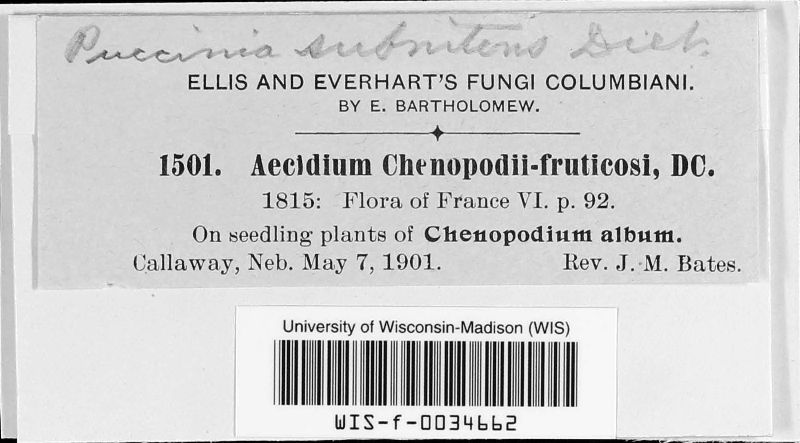 Puccinia subnitens Diet.
ELLIS AND EVERHART'S FUNGI COLUMBIANI.
BY E. BARTHOLOMEW.
1501. Aecidium Chenopodii-fruticosi, DC.
1815: Flora of France VI. p. 92.
On seedling plants of Chenopodium album.
Callaway, Neb. May 7, 1901. Rev. J. M. Bates.
University of Wisconsin-Madison (WIS)
WIS-f-0034662